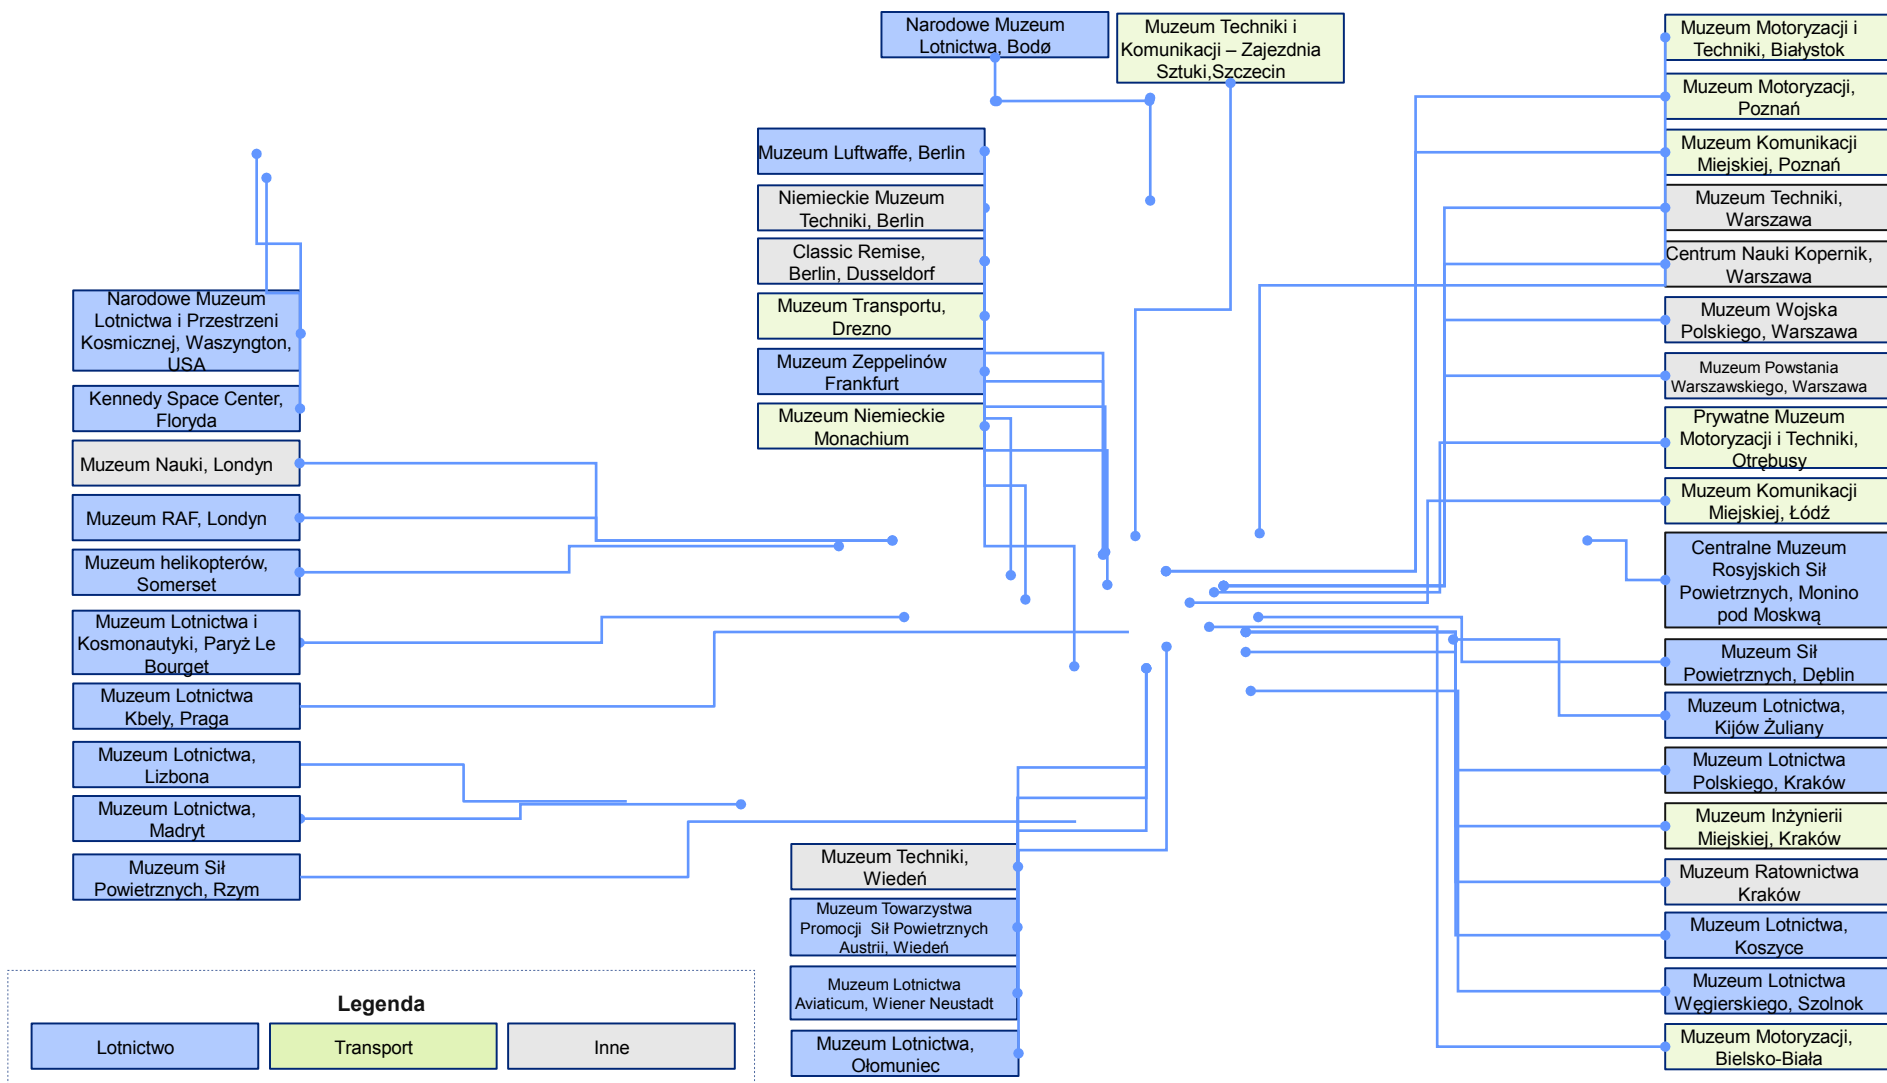 Narodowe Muzeum
Lotnictwa, Bodø
Muzeum Techniki i
Komunikacji – Zajezdnia
Sztuki,Szczecin
Muzeum Luftwaffe, Berlin
Niemieckie Muzeum
Techniki, Berlin
Classic Remise,
Berlin, Dusseldorf
Muzeum Transportu,
Drezno
Muzeum Zeppelinów
Frankfurt
Muzeum Niemieckie
Monachium
Narodowe Muzeum
Lotnictwa i Przestrzeni
Kosmicznej, Waszyngton,
USA
Kennedy Space Center,
Floryda
Muzeum Nauki, Londyn
Muzeum RAF, Londyn
Muzeum helikopterów,
Somerset
Muzeum Lotnictwa i
Kosmonautyki, Paryż Le
Bourget
Muzeum Lotnictwa
Kbely, Praga
Muzeum Lotnictwa,
Lizbona
Muzeum Lotnictwa,
Madryt
Muzeum Sił
Powietrznych, Rzym
Muzeum Techniki,
Wiedeń
Muzeum Towarzystwa
Promocji Sił Powietrznych
Austrii, Wiedeń
Muzeum Lotnictwa
Aviaticum, Wiener Neustadt
Muzeum Lotnictwa,
Ołomuniec
Muzeum Motoryzacji i
Techniki, Białystok
Muzeum Motoryzacji,
Poznań
Muzeum Komunikacji
Miejskiej, Poznań
Muzeum Techniki,
Warszawa
Centrum Nauki Kopernik,
Warszawa
Muzeum Wojska
Polskiego, Warszawa
Muzeum Powstania
Warszawskiego, Warszawa
Prywatne Muzeum
Motoryzacji i Techniki,
Otrębusy
Muzeum Komunikacji
Miejskiej, Łódź
Centralne Muzeum
Rosyjskich Sił
Powietrznych, Monino
pod Moskwą
Muzeum Sił
Powietrznych, Dęblin
Muzeum Lotnictwa,
Kijów Żuliany
Muzeum Lotnictwa
Polskiego, Kraków
Muzeum Inżynierii
Miejskiej, Kraków
Muzeum Ratownictwa
Kraków
Muzeum Lotnictwa,
Koszyce
Muzeum Lotnictwa
Węgierskiego, Szolnok
Muzeum Motoryzacji,
Bielsko-Biała
Legenda
Lotnictwo
Transport
Inne